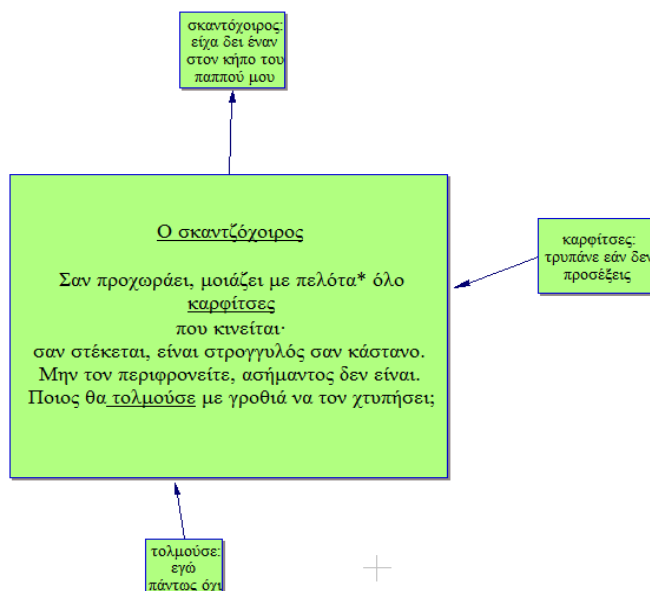 σκαντόχοιρος:
είχα δει έναν
στον κήπο του
παππού μου
Ο σκαντζόχοιρος
Σαν προχωράει, μοιάζει με πελότα* όλο
καρφίτσες
που κινείται·
σαν στέκεται, είναι στρογγυλός σαν κάστανο.
Μην τον περιφρονείτε, ασήμαντος δεν είναι.
Ποιος θα τολμούσε με γροθιά να τον χτυπήσει;
καρφίτσες:
τρυπάνε εάν δεν
προσέξεις
τολμούσε:
εγώ
πάντως όχι